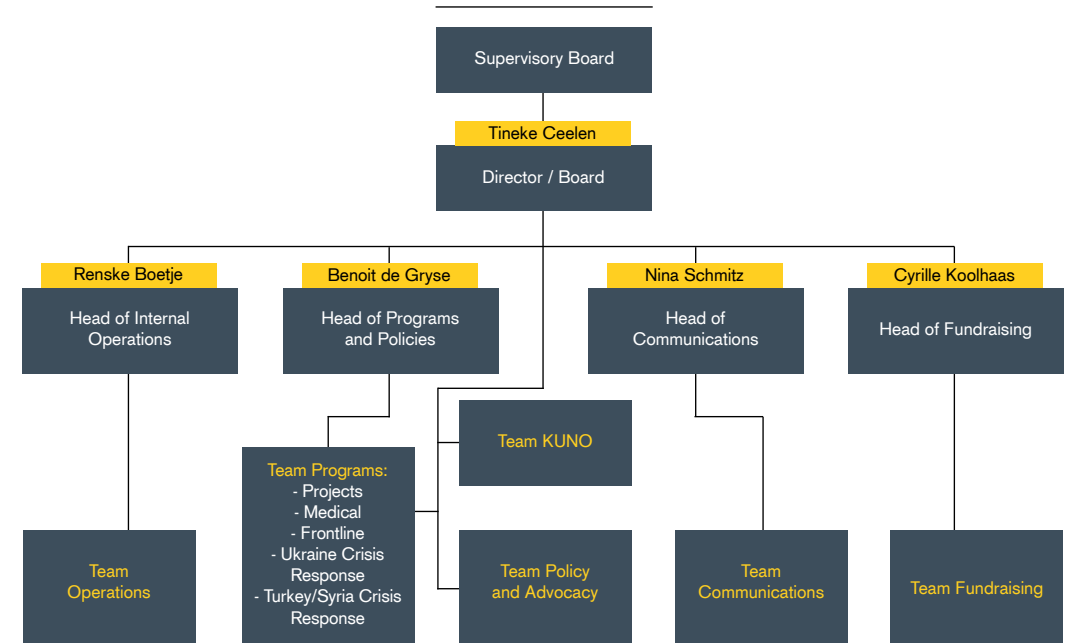 Supervisory Board
Tineke Ceelen
Director / Board
Renske Boetje
Head of Internal
Operations
Benoit de Gryse
Head of Programs
and Policies
Nina Schmitz
Head of
Communications
Cyrille Koolhaas
Head of Fundraising
Team KUNO
Team Programs:
- Projects
- Medical
- Frontline
- Ukraine Crisis
Response
- Turkey/Syria Crisis
Response
Team
Operations
Team Policy
and Advocacy
Team
Communications
Team Fundraising